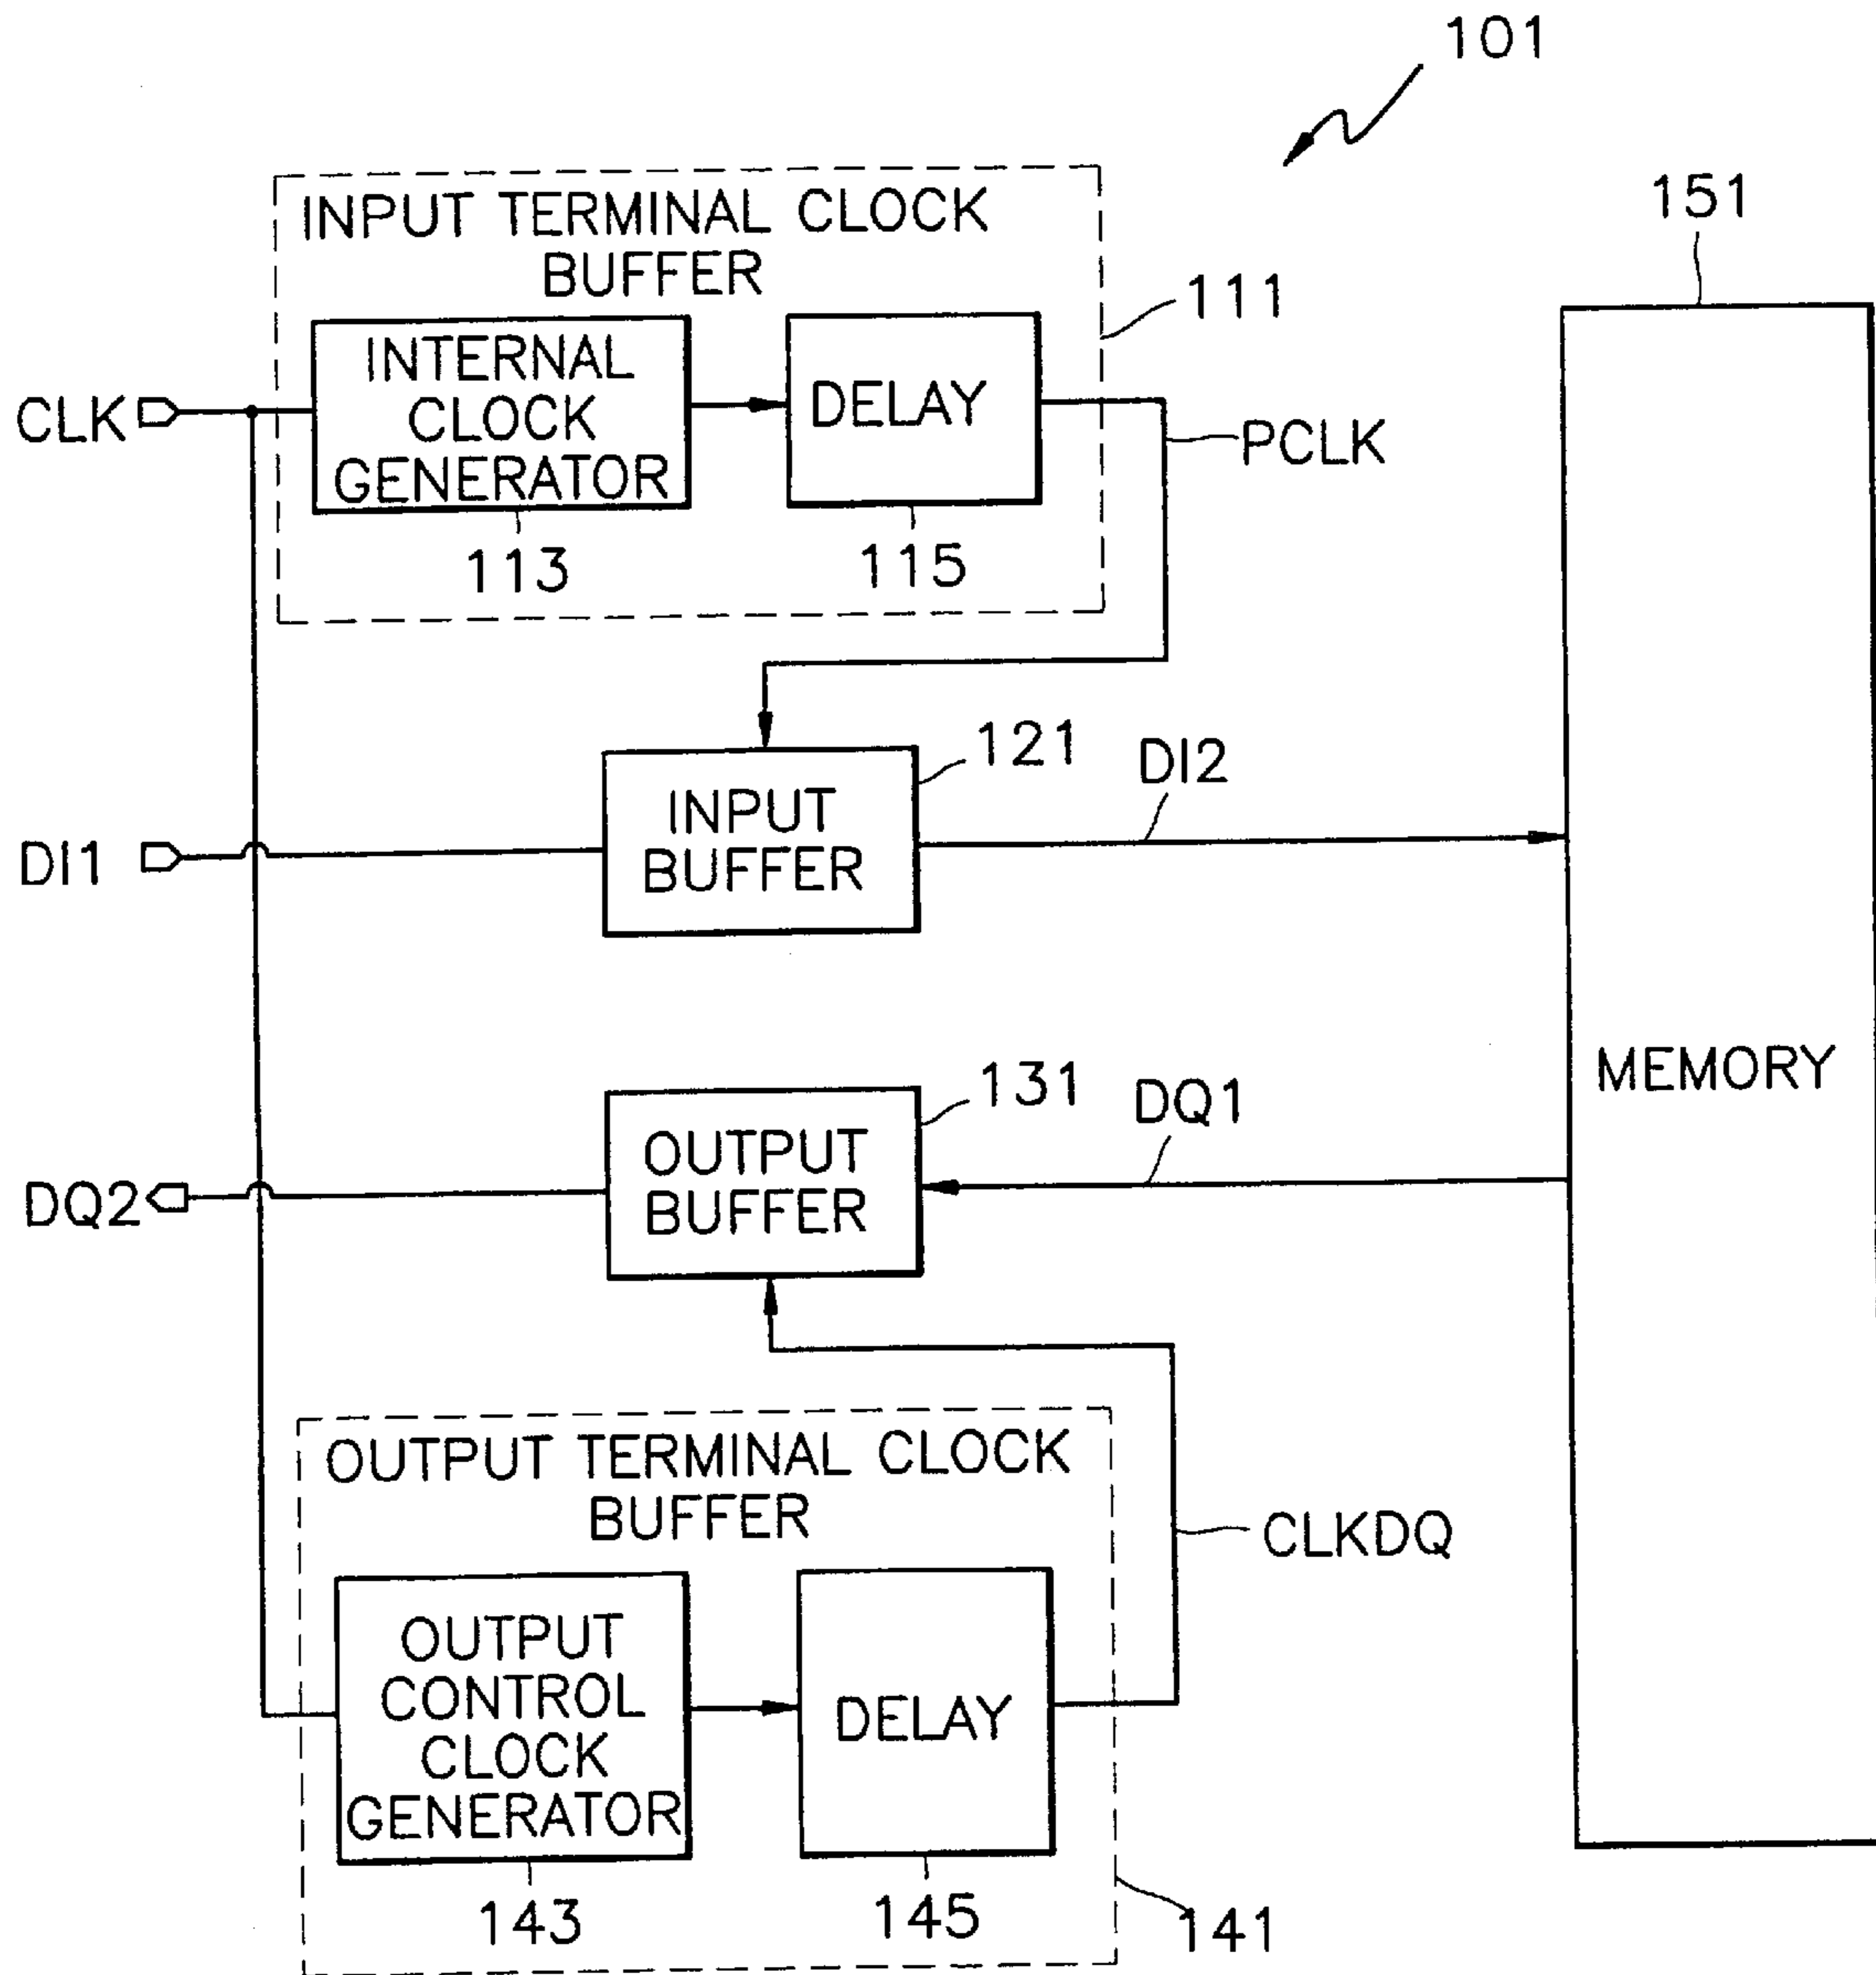 101
151
INPUT TERMINAL CLOCK
BUFFER
111
INTERNAL
CLOCK
GENERATOR
DELAY
CLK
PCLK
113
115
121
DI2
INPUT
BUFFER
DI1
MEMORY
131
DQ1
OUTPUT
BUFFER
DQ2
OUTPUT TERMINAL CLOCK
BUFFER
CLKDQ
OUTPUT
CONTROL
CLOCK
GENERATOR
DELAY
143
145
141